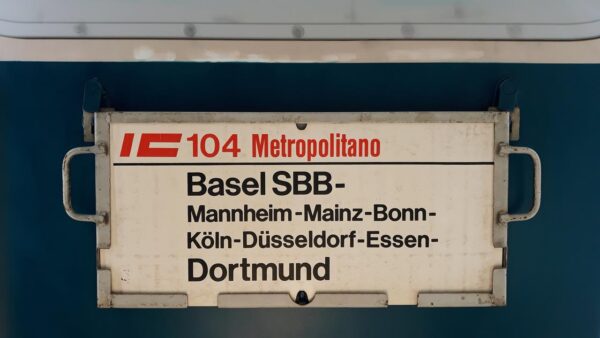 IC 104 Metropolitano
Basel SBB-
Mannheim-Mainz-Bonn-
Köln-Düsseldorf-Essen-
Dortmund